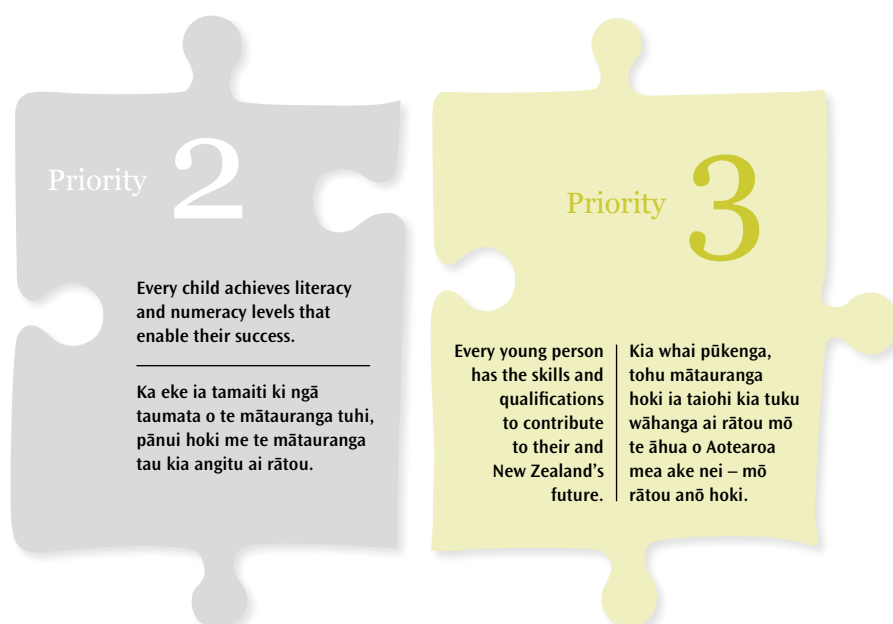 Priority 2
Every child achieves literacy
and numeracy levels that
enable their success.
Ka eke ia tamaiti ki ngā
taumata o te mātauranga tuhi,
pānui hoki me te mātauranga
tau kia angitu ai rātou.
Priority 3
Every young person
has the skills and
qualifications
to contribute
to their and
New Zealand’s
future.
Kia whai pūkenga,
tohu mātauranga
hoki ia taiohi kia tuku
wāhanga ai rātou mō
te āhua o Aotearoa
mea ake nei – mō
rātou anō hoki.